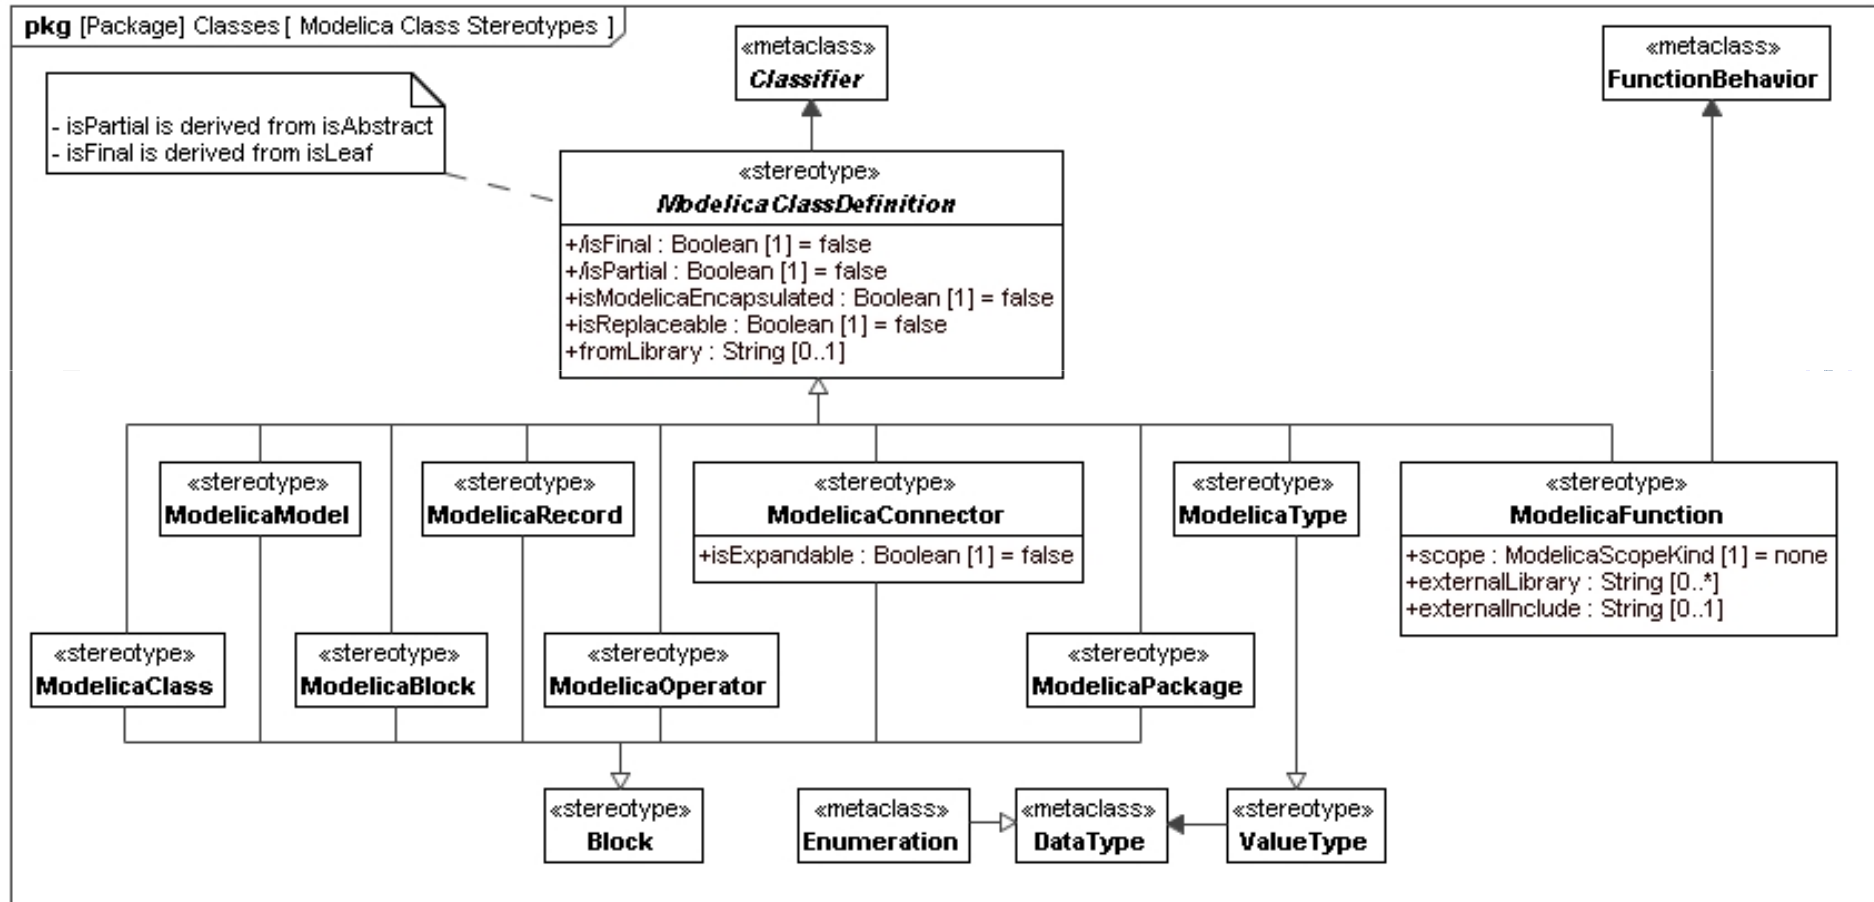 pkg [Package] Classes [ Modelica Class Stereotypes ]
«metaclass»
Classifier
«metaclass»
FunctionBehavior
- isPartial is derived from isAbstract
- isFinal is derived from isLeaf
«stereotype»
ModelicaClassDefinition
+/isFinal : Boolean [1] = false
+/isPartial : Boolean [1] = false
+isModelicaEncapsulated : Boolean [1] = false
+isReplaceable : Boolean [1] = false
+fromLibrary : String [0..1]
«stereotype»
ModelicaModel
«stereotype»
ModelicaRecord
«stereotype»
ModelicaConnector
+isExpandable : Boolean [1] = false
«stereotype»
ModelicaType
«stereotype»
ModelicaFunction
+scope : ModelicaScopeKind [1] = none
+externalLibrary : String [0..*]
+externalInclude : String [0..1]
«stereotype»
ModelicaClass
«stereotype»
ModelicaBlock
«stereotype»
ModelicaOperator
«stereotype»
ModelicaPackage
«stereotype»
Block
«metaclass»
Enumeration
«metaclass»
DataType
«stereotype»
ValueType